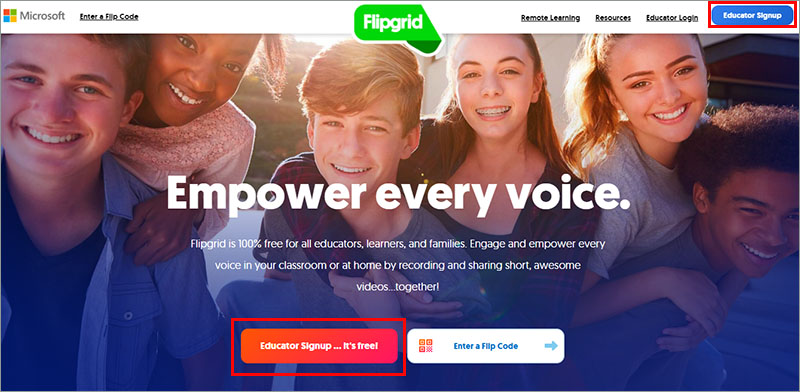 Microsoft
Enter a Flip Code
Flipgrid
Remote Learning
Resources
Educator Login
Educator Signup
Empower every voice.
Flipgrid is 100% free for all educators, learners, and families. Engage and empower every
voice in your classroom or at home by recording and sharing short, awesome
videos...together!
Educator Signup ... It's free!
Enter a Flip Code